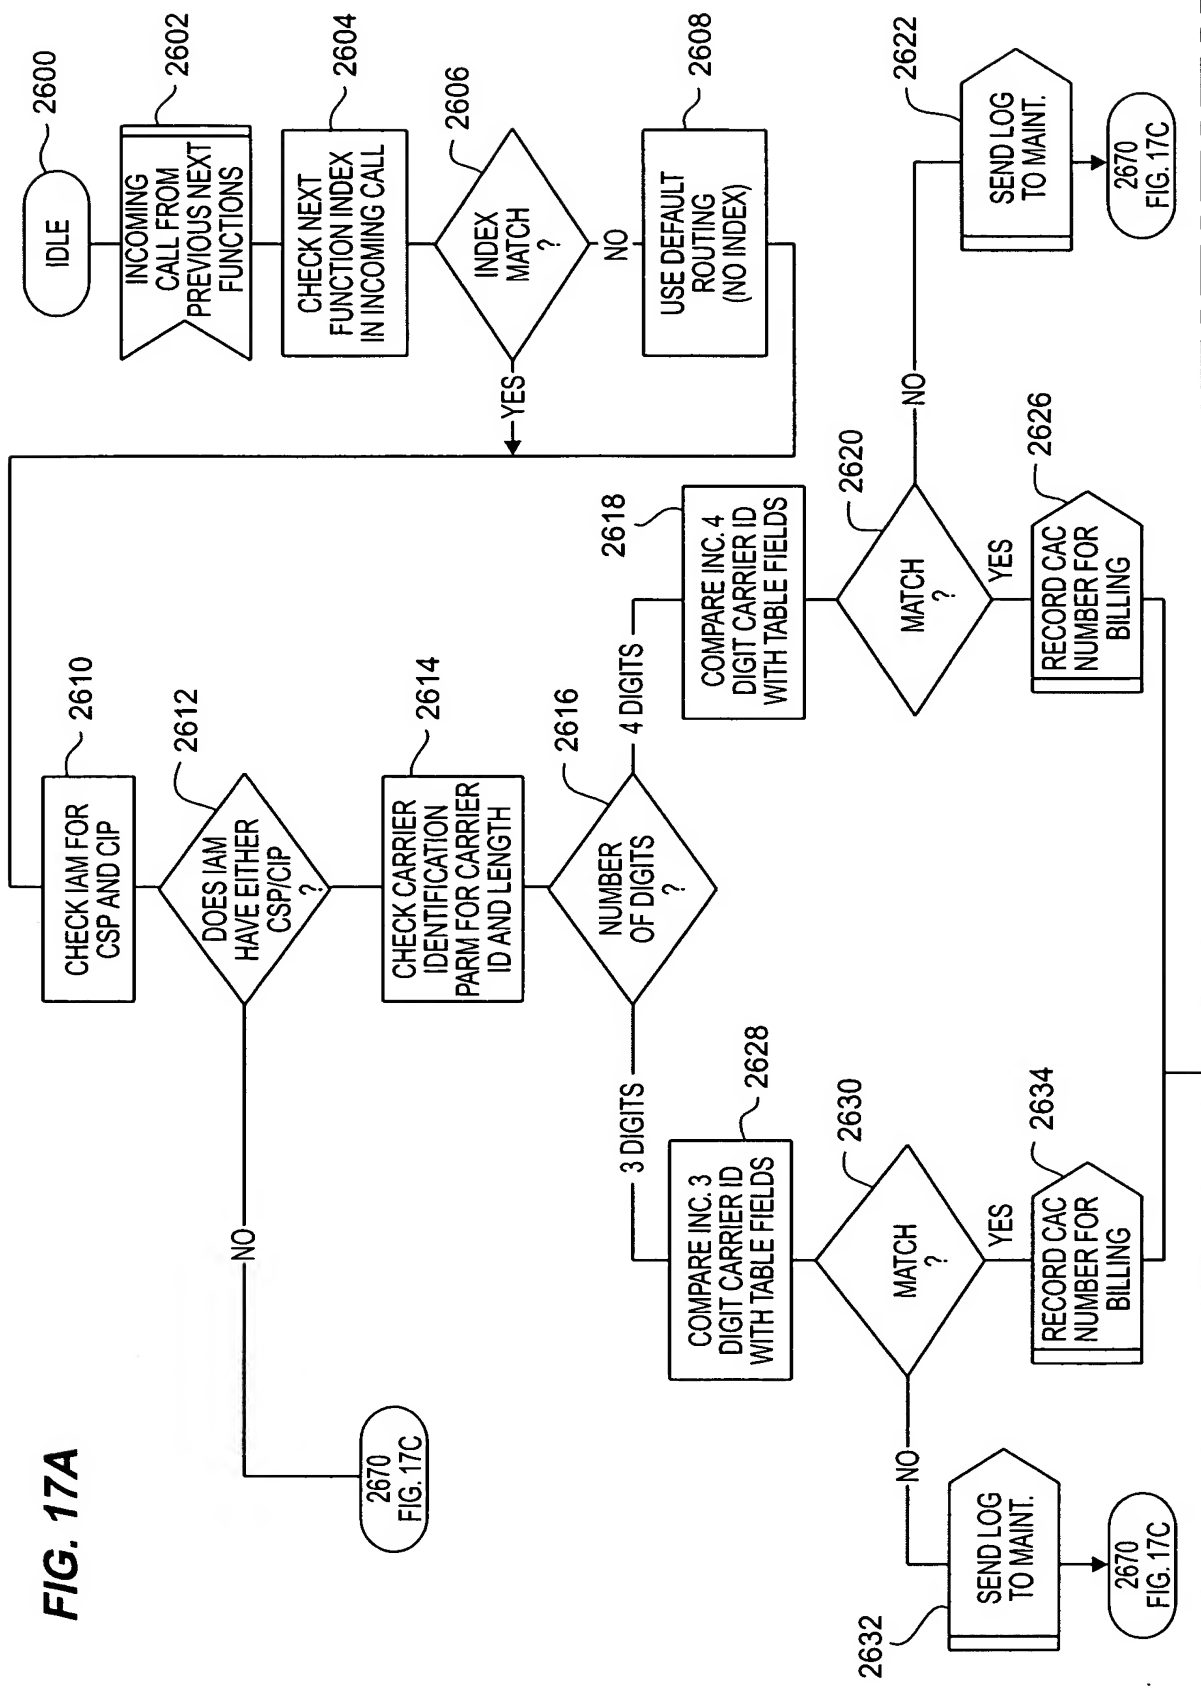 FIG. 17A
IDLE
2600
INCOMING
CALL FROM
PREVIOUS NEXT
FUNCTIONS
2602
CHECK NEXT
FUNCTION INDEX
IN INCOMING CALL
2604
INDEX
MATCH
?
2606
YES
NO
USE DEFAULT
ROUTING
(NO INDEX)
2608
CHECK IAM FOR
CSP AND CIP
2610
DOES IAM
HAVE EITHER
CSP/CIP
?
2612
NO
2670
FIG. 17C
CHECK CARRIER
IDENTIFICATION
PARM FOR CARRIER
ID AND LENGTH
2614
NUMBER
OF DIGITS
?
2616
3 DIGITS
4 DIGITS
COMPARE INC. 4
DIGIT CARRIER ID
WITH TABLE FIELDS
2618
MATCH
?
2620
NO
SEND LOG
TO MAINT.
2622
2670
FIG. 17C
YES
RECORD CAC
NUMBER FOR
BILLING
2626
COMPARE INC. 3
DIGIT CARRIER ID
WITH TABLE FIELDS
2628
MATCH
?
2630
NO
SEND LOG
TO MAINT.
2632
2670
FIG. 17C
YES
RECORD CAC
NUMBER FOR
BILLING
2634